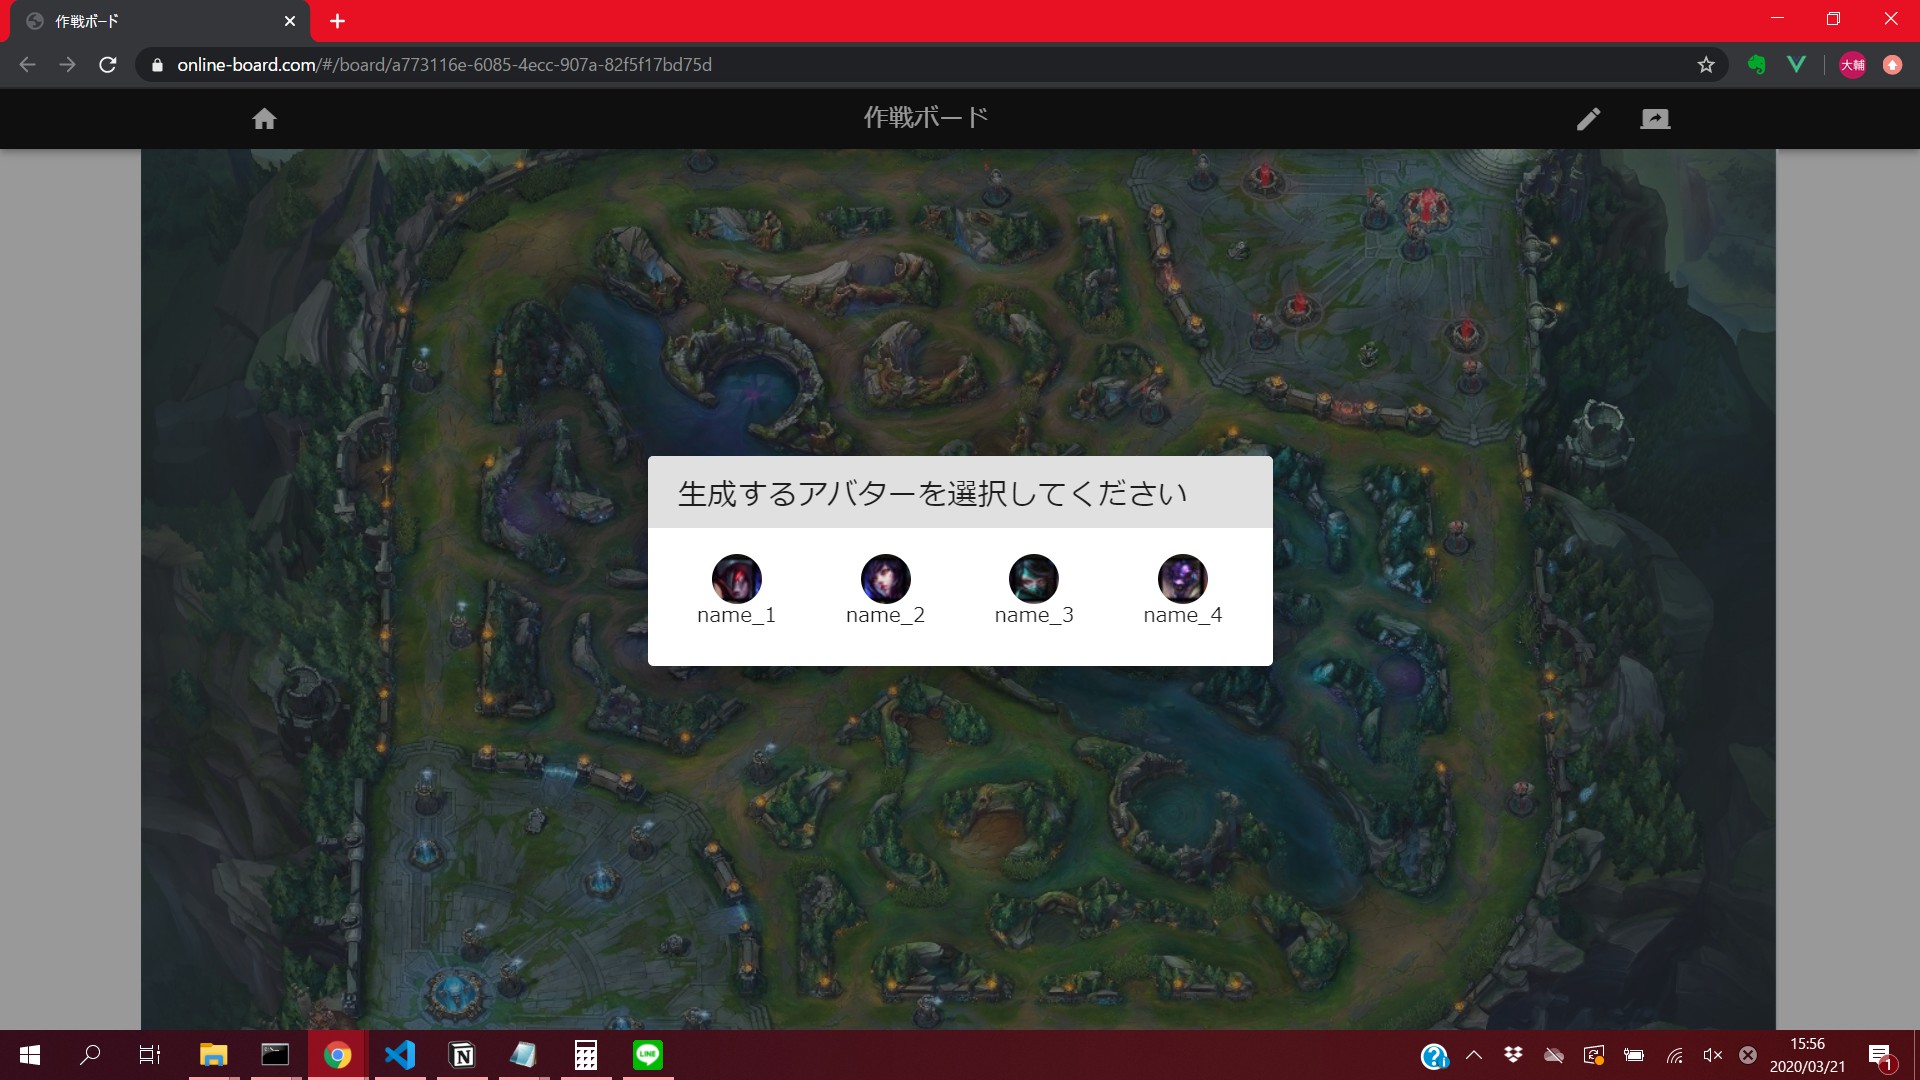 作戦ボード
online-board.com/#/board/a773116e-6085-4ecc-907a-82f5f17bd75d
大輔
作戦ボード
生成するアバターを選択してください
name_1 name_2 name_3 name_4
LINE
15:56
2020/03/21
1